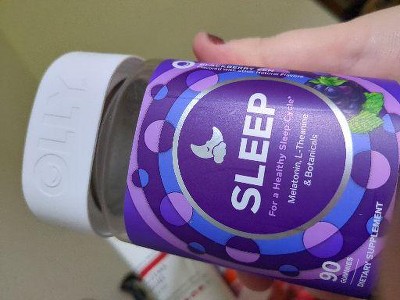 OLLY
BLACKBERRY ZEN
SLEEP
For a Healthy Sleep Cycle*
Melatonin, L-Theanine
& Botanicals
90
GUMMIES
DIETARY SUPPLEMENT